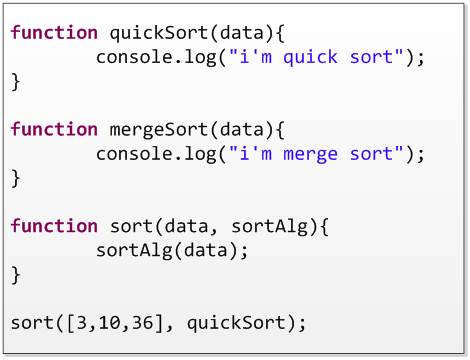 function quickSort(data){
        console.log("i'm quick sort");
}

function mergeSort(data){
        console.log("i'm merge sort");
}

function sort(data, sortAlg){
        sortAlg(data);
}

sort([3,10,36], quickSort);